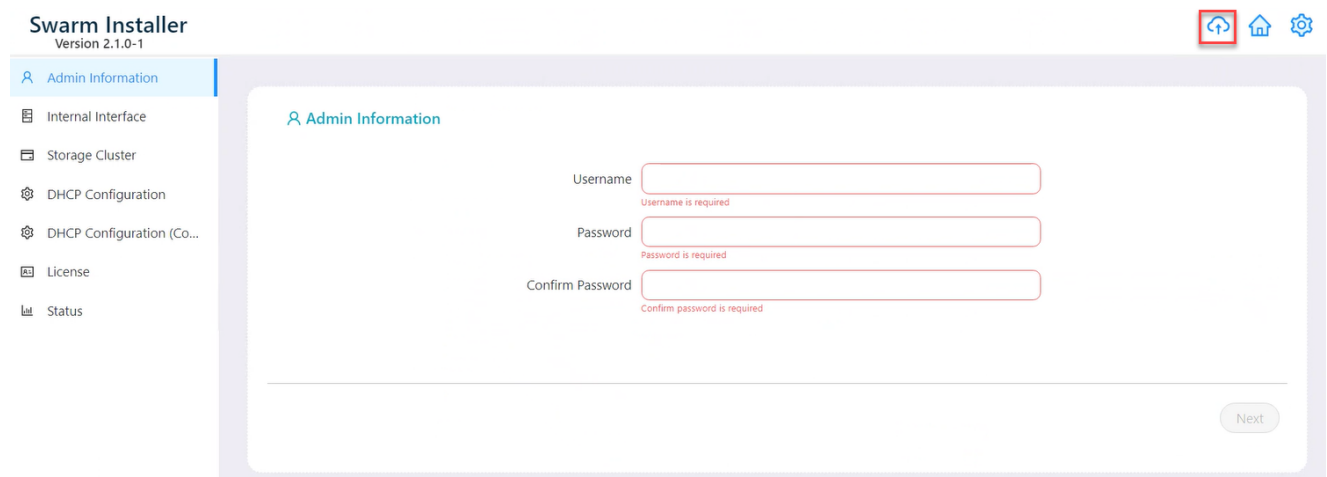 Swarm Installer
Version 2.1.0-1
Admin Information
Internal Interface
Storage Cluster
DHCP Configuration
DHCP Configuration (Co...
License
Status
Admin Information
Username
Username is required
Password
Password is required
Confirm Password
Confirm password is required
Next